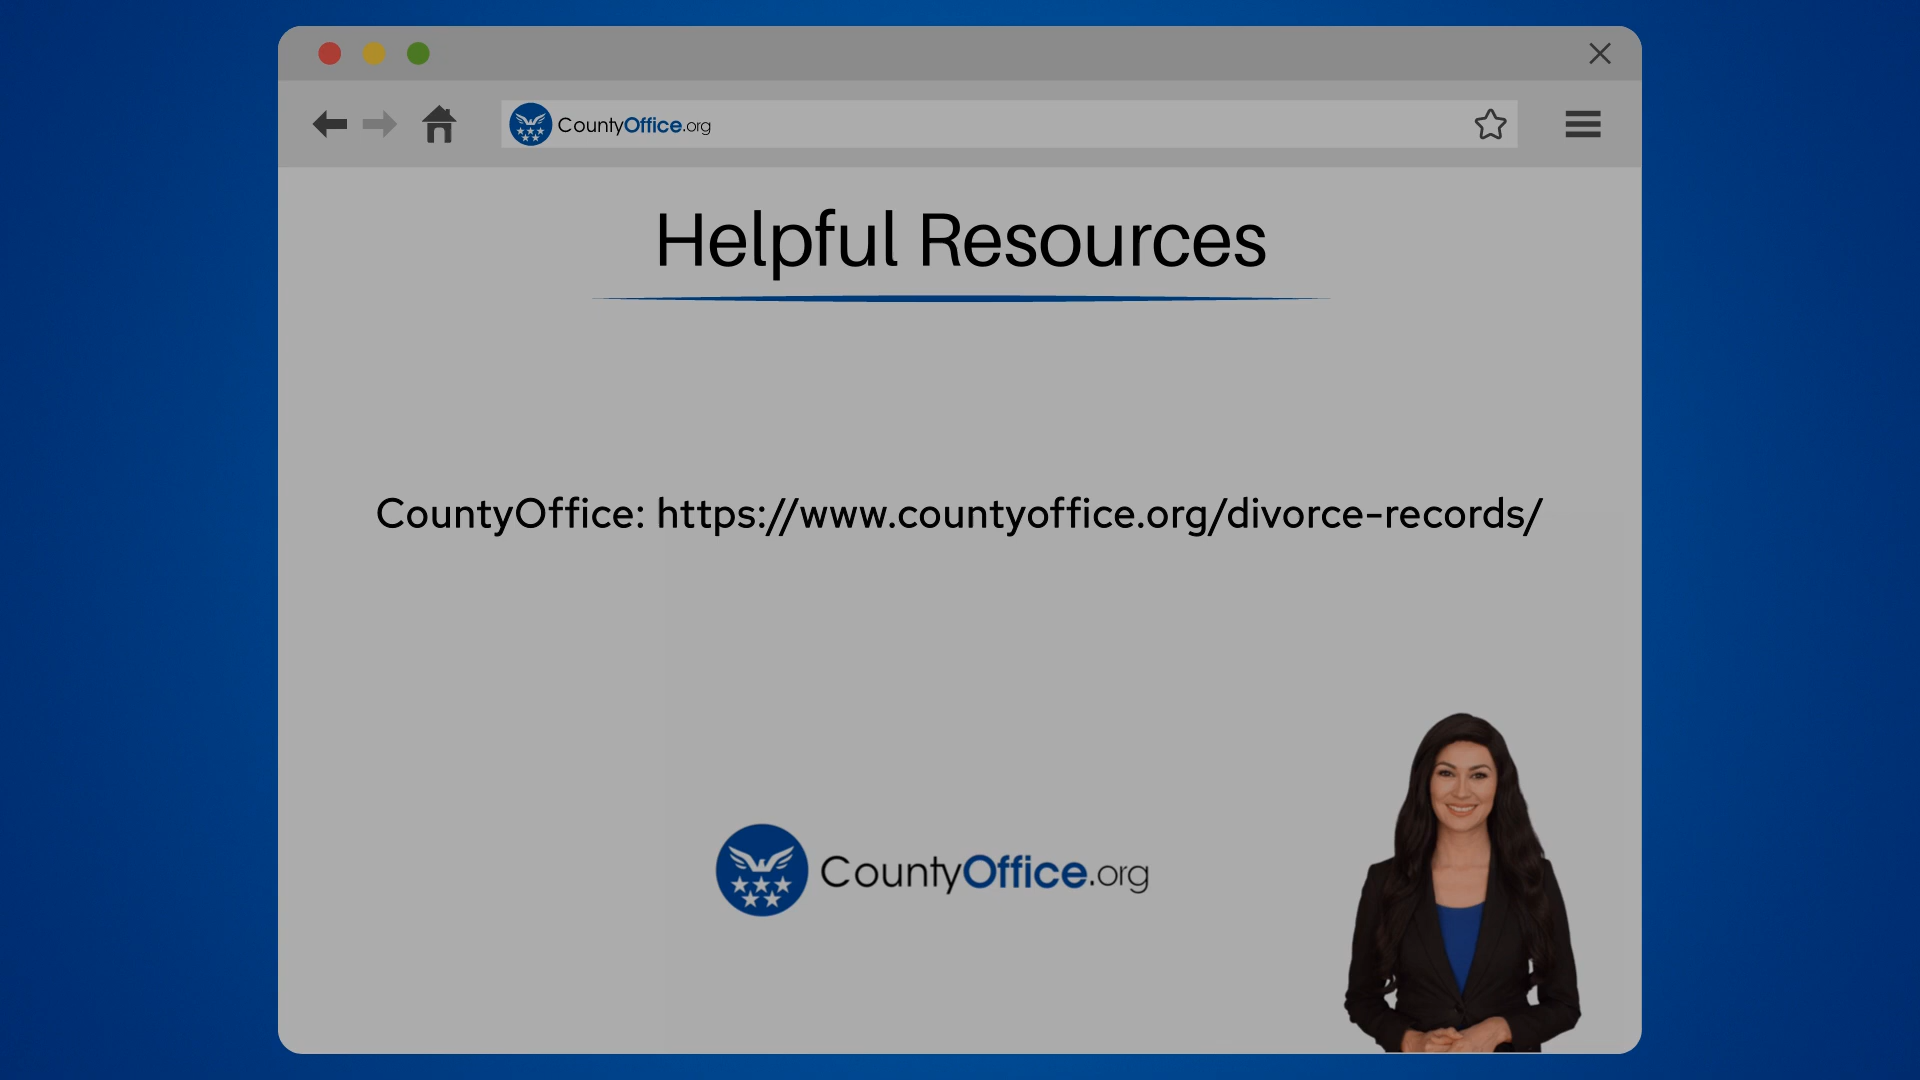 CountyOffice.org
Helpful Resources
CountyOffice: https://www.countyoffice.org/divorce-records/
CountyOffice.org